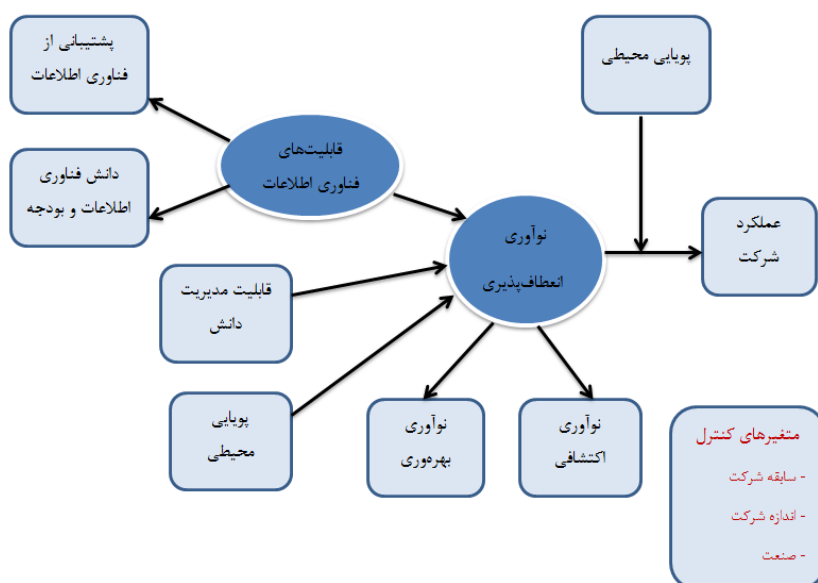 پشتیبانی از
فناوری اطلاعات
پویایی محیطی
قابلیت‌های
فناوری اطلاعات
دانش فناوری
اطلاعات و بودجه
نوآوری
انعطاف‌پذیری
عملکرد
شرکت
قابلیت مدیریت
دانش
پویایی
محیطی
نوآوری
بهره‌وری
نوآوری
اکتشافی
متغیرهای کنترل
- سابقه شرکت
- اندازه شرکت
- صنعت